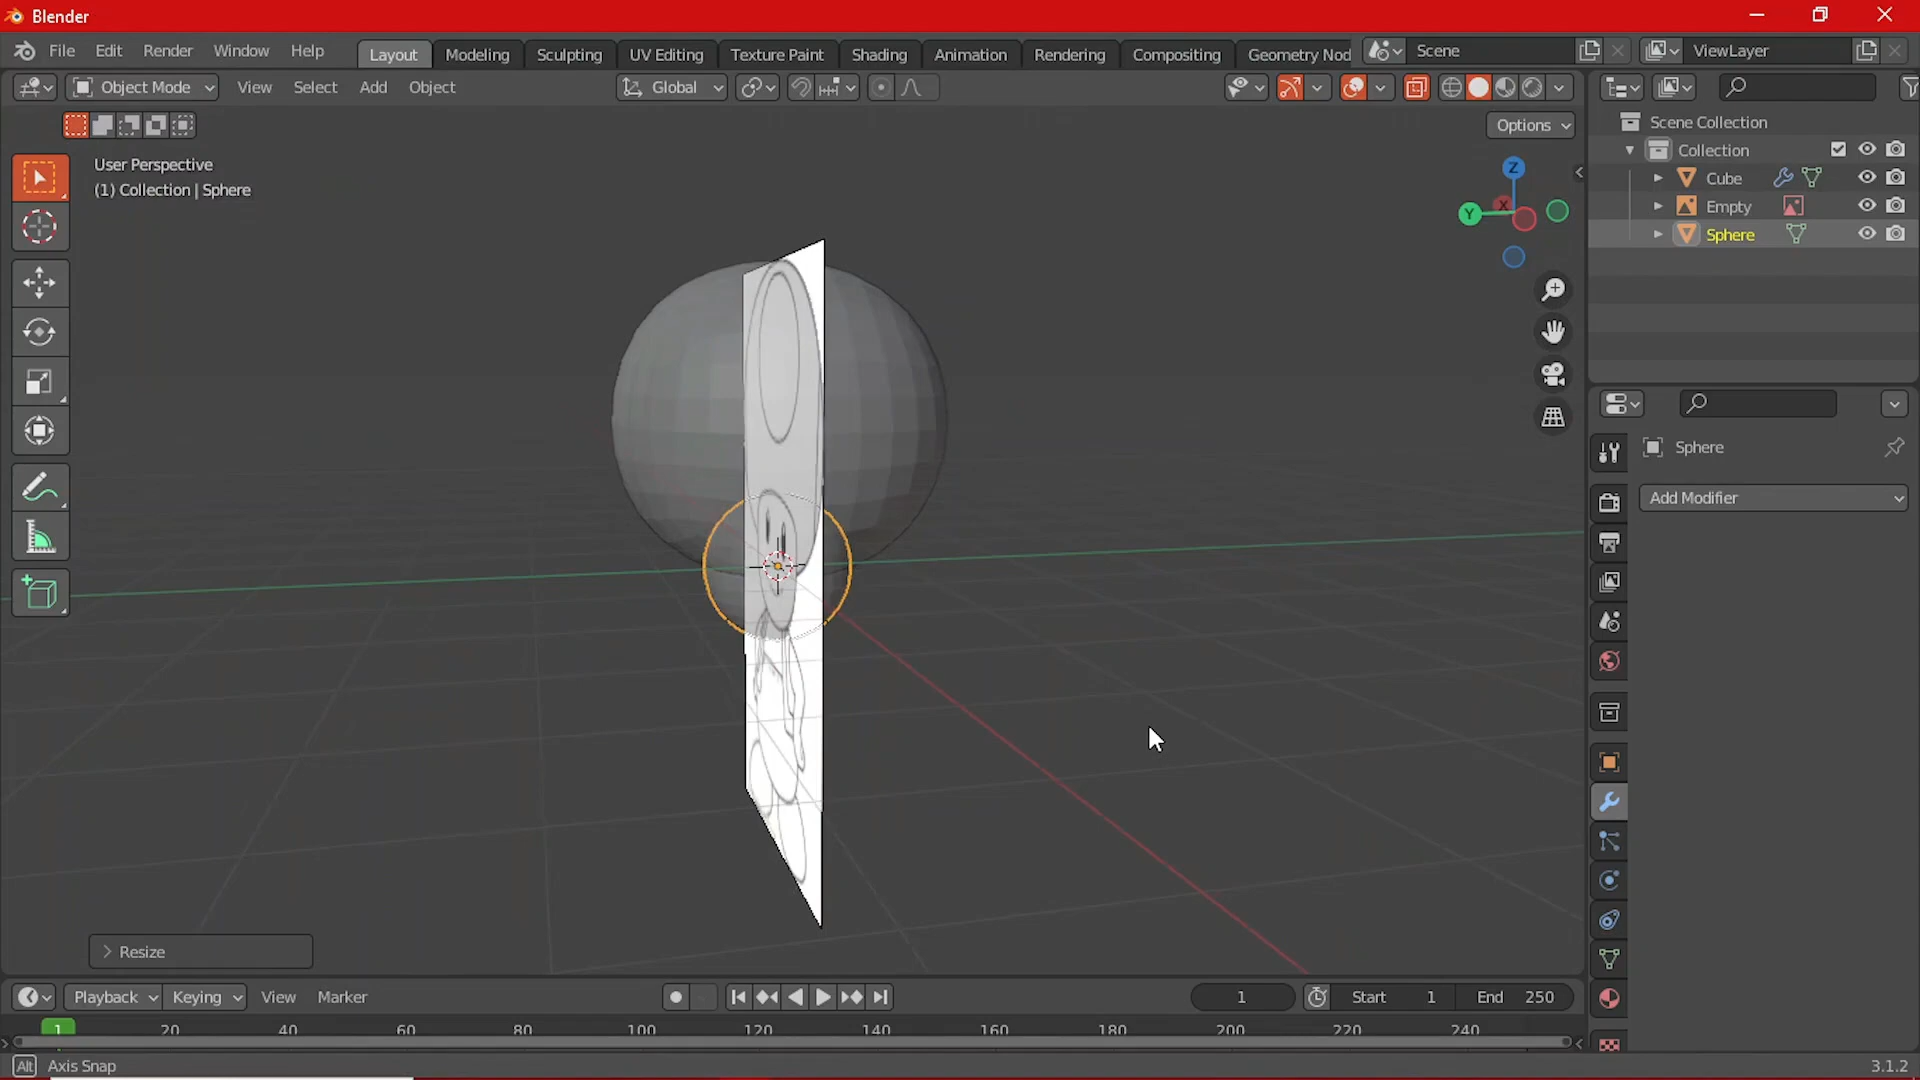 Blender
File Edit Render Window Help Layout Modeling Sculpting UV Editing Texture Paint Shading Animation Rendering Compositing Geometry Nod Scene ViewLayer
Object Mode View Select Add Object Global
Options
User Perspective
(1) Collection | Sphere
Z
Y
X
Scene Collection
Collection
Cube
Empty
Sphere
Sphere
Add Modifier
Resize
Playback Keying View Marker 1 Start 1 End 250
1 20 40 60 80 100 120 140 160 180 200 220 240
Alt Axis Snap 3.1.2